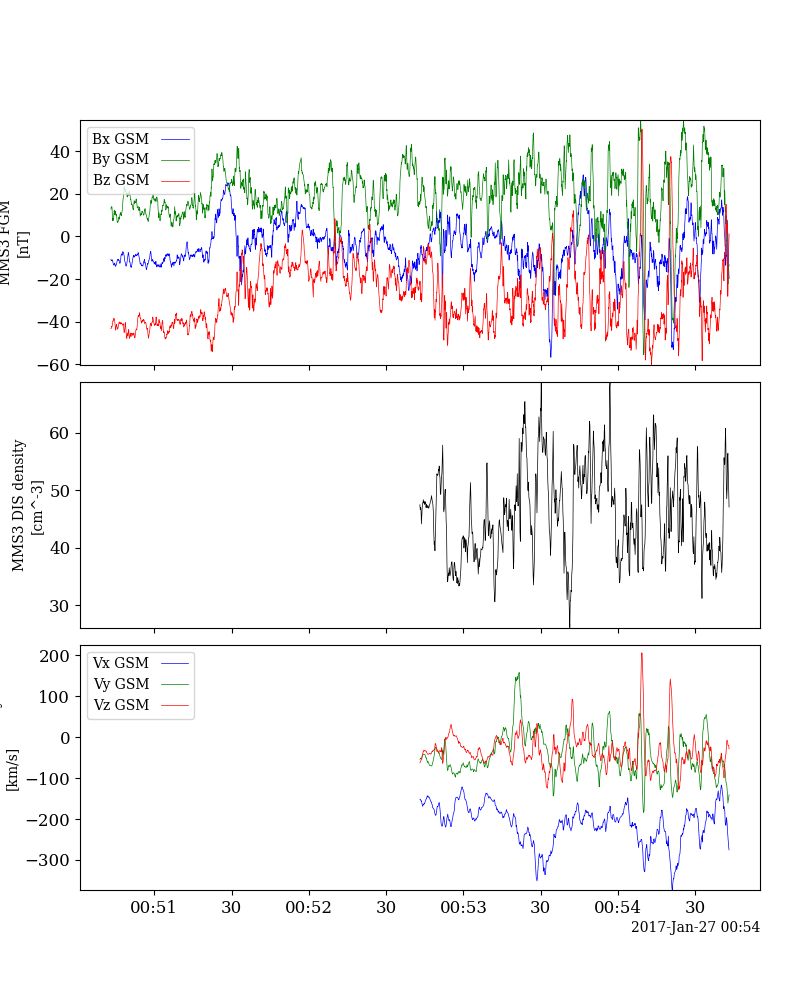 MMS3 FGM
[nT]
Bx GSM
By GSM
Bz GSM
40
20
0
−20
−40
−60
MMS3 DIS density
[cm^-3]
60
50
40
30
[km/s]
Vx GSM
Vy GSM
Vz GSM
200
100
0
−100
−200
−300
00:51 30 00:52 30 00:53 30 00:54 30
2017-Jan-27 00:54